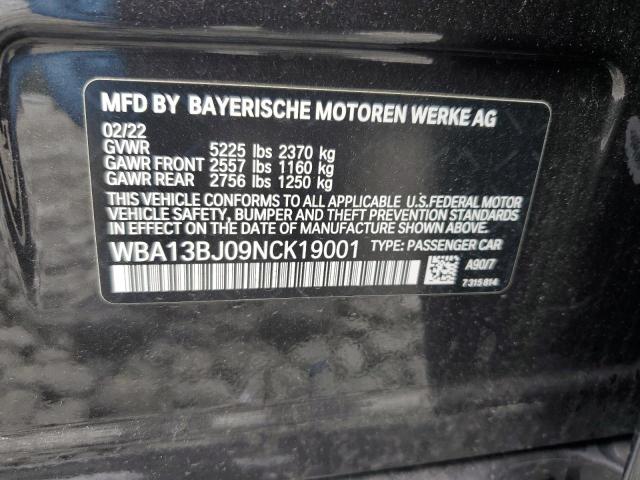 MFD BY BAYERISCHE MOTOREN WERKE AG
02/22
GVWR 5225 lbs 2370 kg
GAWR FRONT 2557 lbs 1160 kg
GAWR REAR 2756 lbs 1250 kg
THIS VEHICLE CONFORMS TO ALL APPLICABLE U.S.FEDERAL MOTOR
VEHICLE SAFETY, BUMPER AND THEFT PREVENTION
STANDARDS IN EFFECT ON THE DATE OF MANUFACTURE SHOWN ABOVE.
WBA13BJ09NCK19001 TYPE: PASSENGER CAR
A90/7
7315814